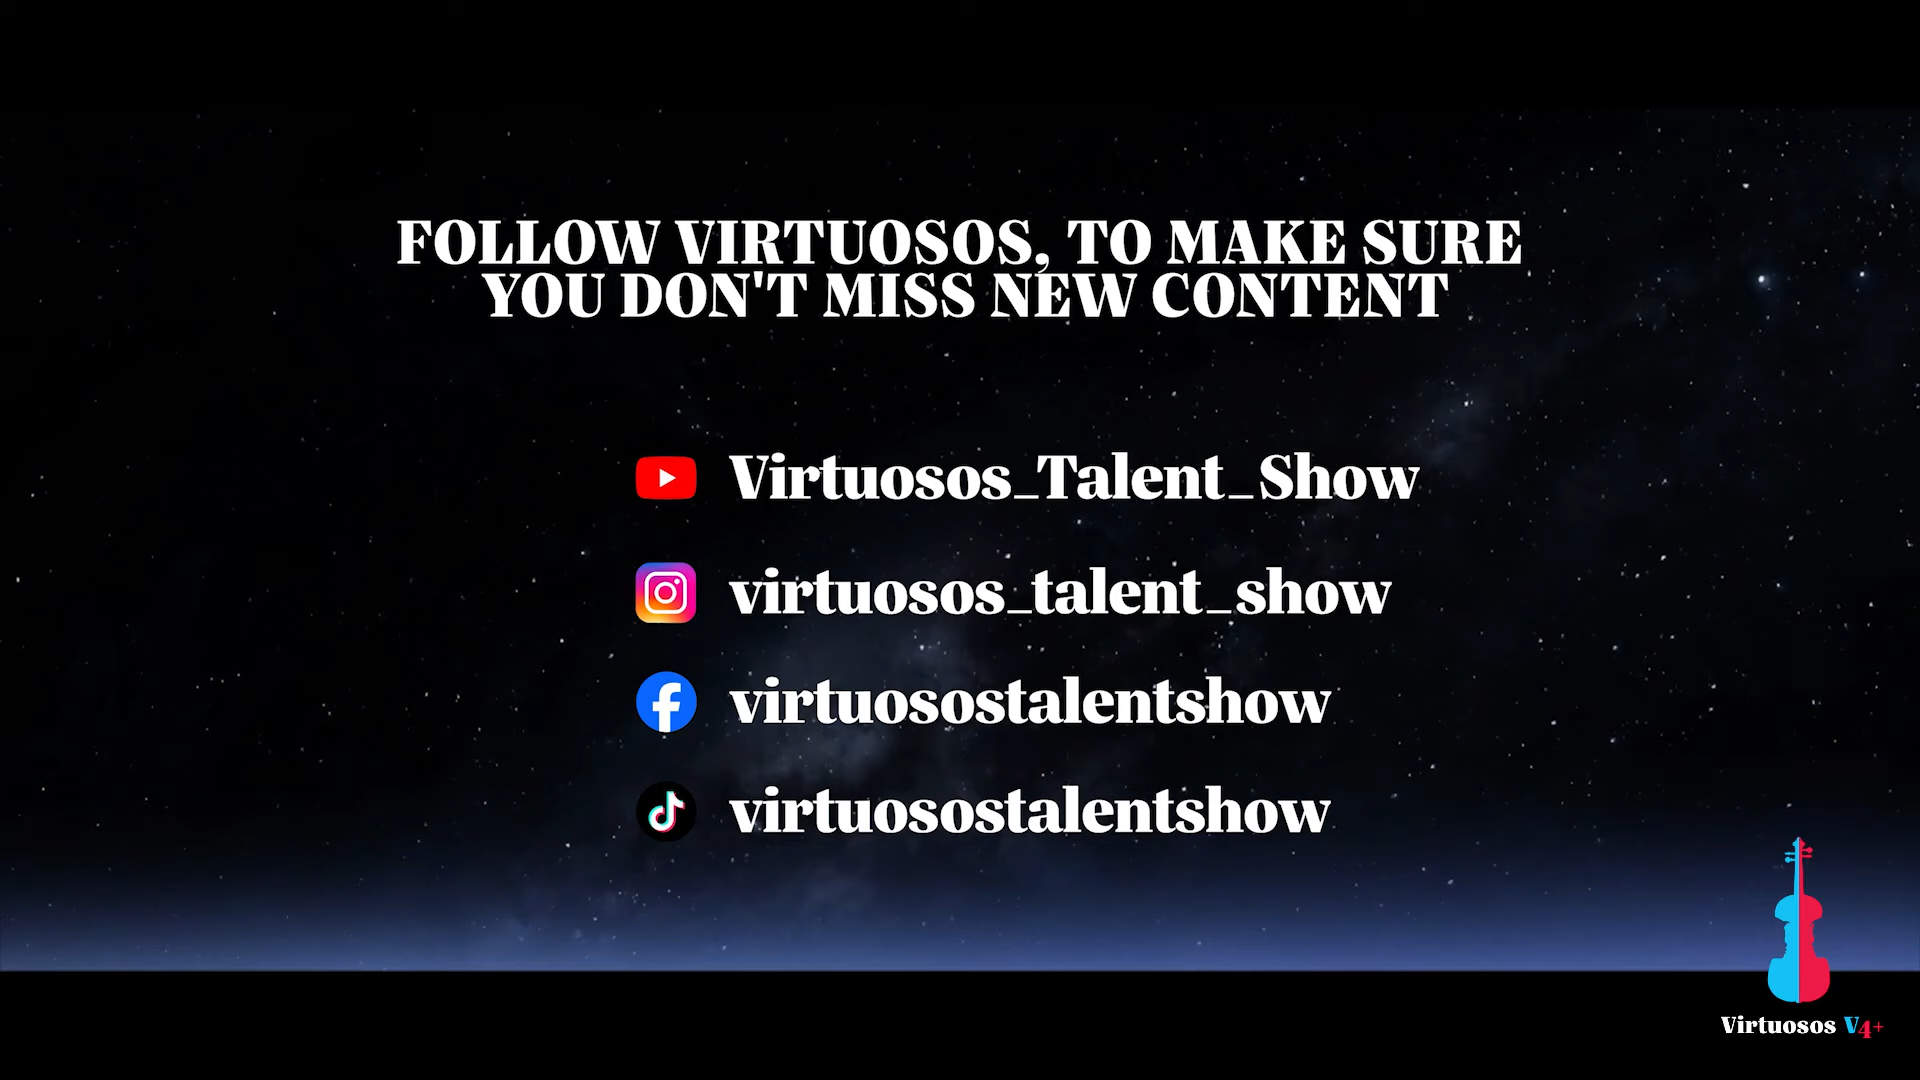 FOLLOW VIRTUOSOS, TO MAKE SURE
YOU DON'T MISS NEW CONTENT
Virtuosos_Talent_Show
virtuosos_talent_show
virtuosostalentshow
virtuosostalentshow
Virtuosos V4+